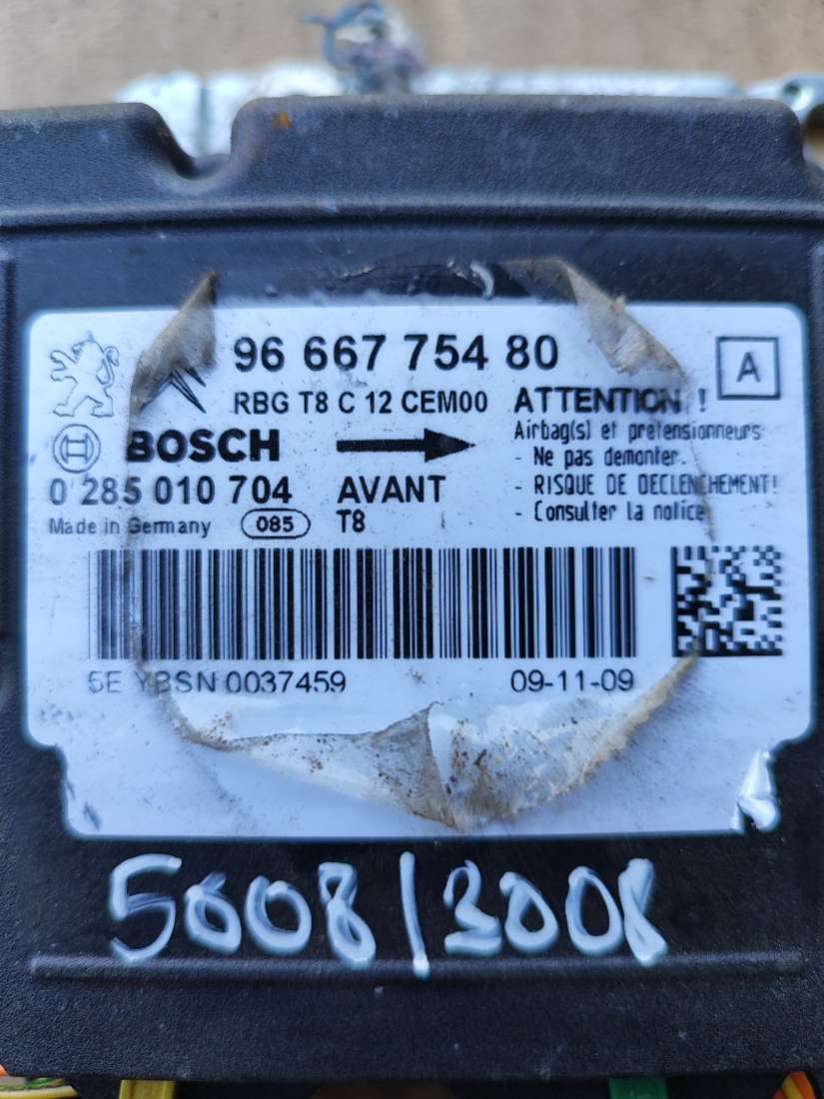 96 667 754 80
A
RBG T8 C 12 CEM00
ATTENTION !
BOSCH
Airbag(s) et pretensionneurs
- Ne pas demonter.
0 285 010 704
AVANT
- RISQUE DE DECLENCHEMENT!
Made in Germany
085
T8
- Consulter la notice
5E YBSN 0037459
09-11-09
5008/3008